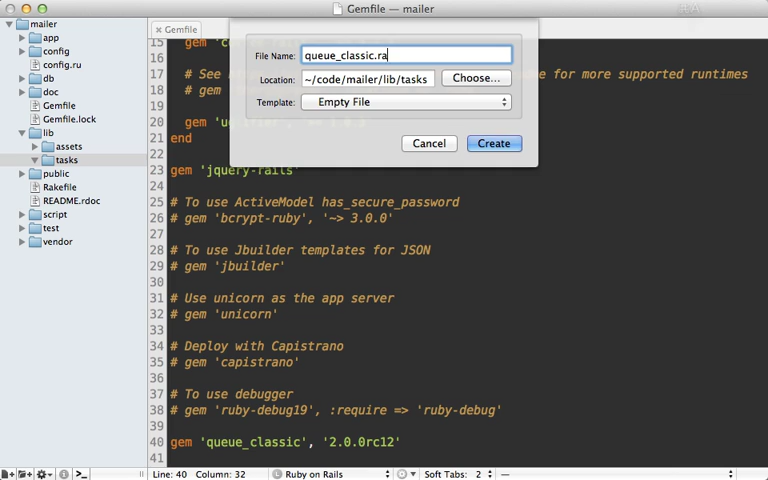 Gemfile — mailer
mailer
app
config
config.ru
db
doc
Gemfile
Gemfile.lock
lib
assets
tasks
public
Rakefile
README.rdoc
script
test
vendor
Gemfile
File Name: queue_classic.ra
Location: ~/code/mailer/lib/tasks Choose...
Template: Empty File
Cancel Create
15 gem
16
17 # See e for more supported runtimes
18 # gem
19
20 gem
21 end
22
23 gem 'jquery-rails'
24
25 # To use ActiveModel has_secure_password
26 # gem 'bcrypt-ruby', '~> 3.0.0'
27
28 # To use Jbuilder templates for JSON
29 # gem 'jbuilder'
30
31 # Use unicorn as the app server
32 # gem 'unicorn'
33
34 # Deploy with Capistrano
35 # gem 'capistrano'
36
37 # To use debugger
38 # gem 'ruby-debug19', :require => 'ruby-debug'
39
40 gem 'queue_classic', '2.0.0rc12'
41
Line: 40 Column: 32 Ruby on Rails Soft Tabs: 2 —